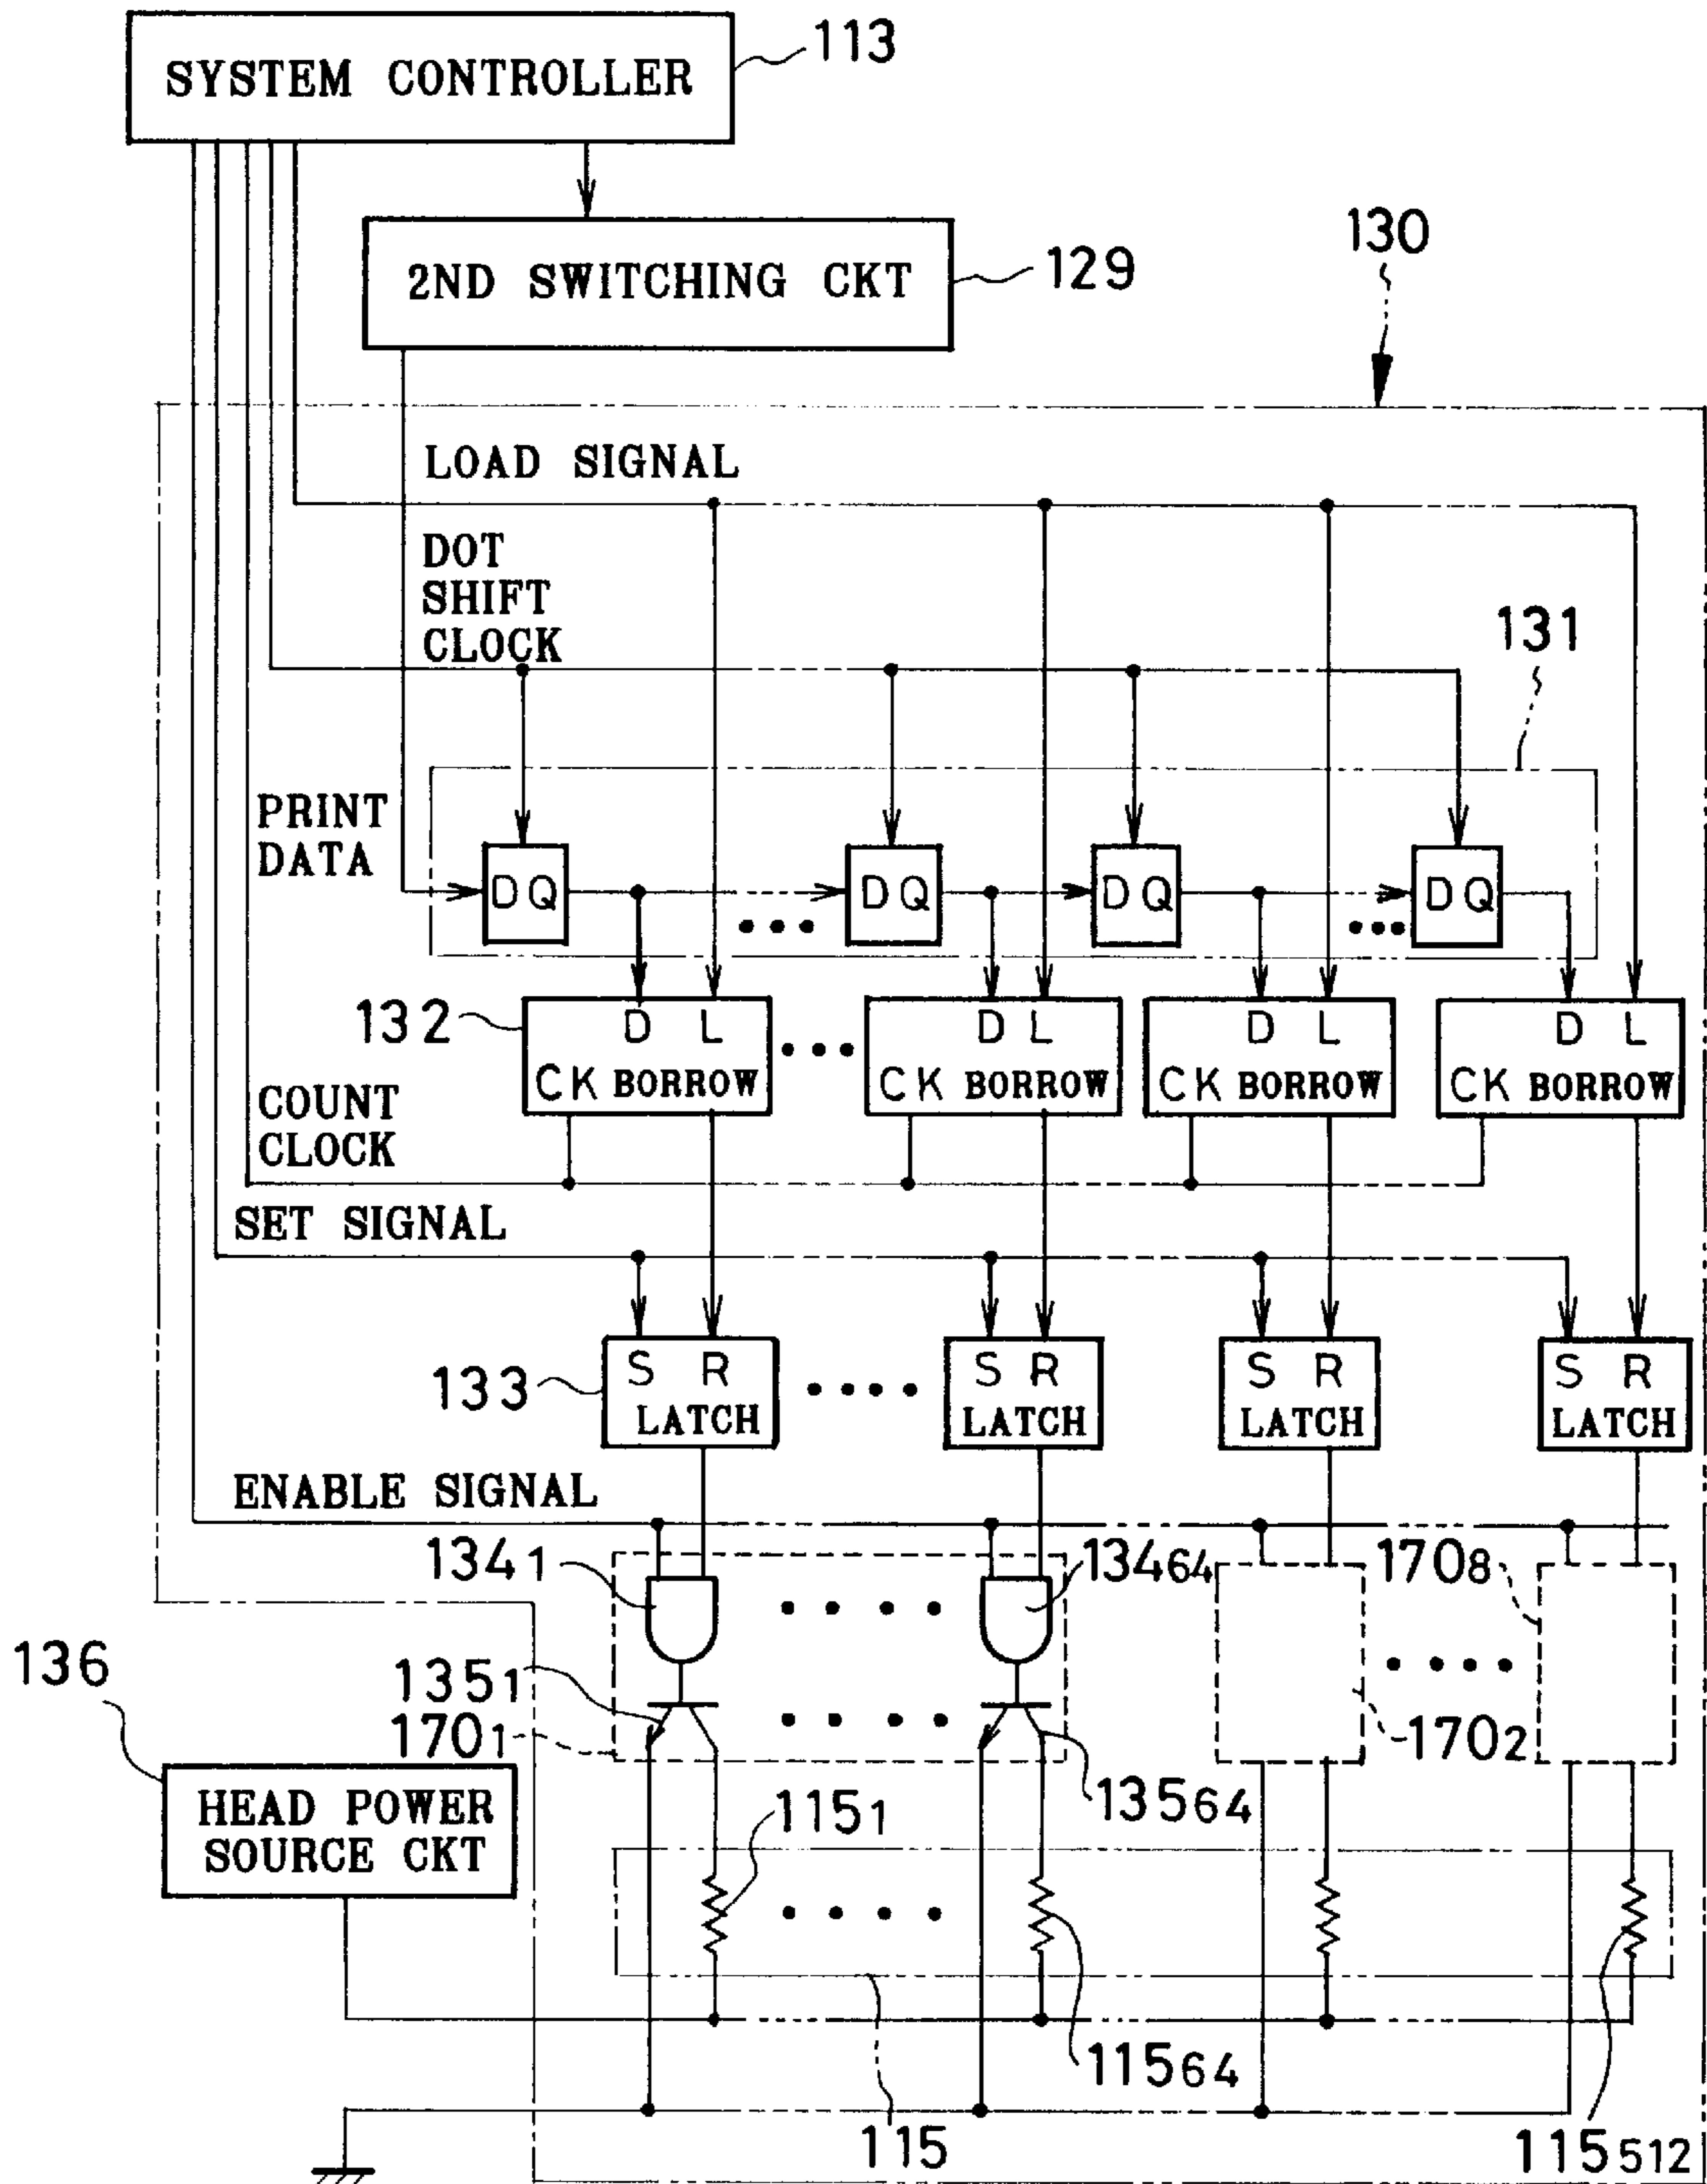 SYSTEM CONTROLLER
113
2ND SWITCHING CKT
129
130
LOAD SIGNAL
DOT
SHIFT
CLOCK
131
PRINT
DATA
D Q
D Q
D Q
D Q
132
D L
CK BORROW
D L
CK BORROW
D L
CK BORROW
D L
CK BORROW
COUNT
CLOCK
SET SIGNAL
133
S R
LATCH
S R
LATCH
S R
LATCH
S R
LATCH
ENABLE SIGNAL
134₁
134₆₄
170₈
136
135₁
170₁
170₂
HEAD POWER
SOURCE CKT
115₁
135₆₄
115₆₄
115
115₅₁₂